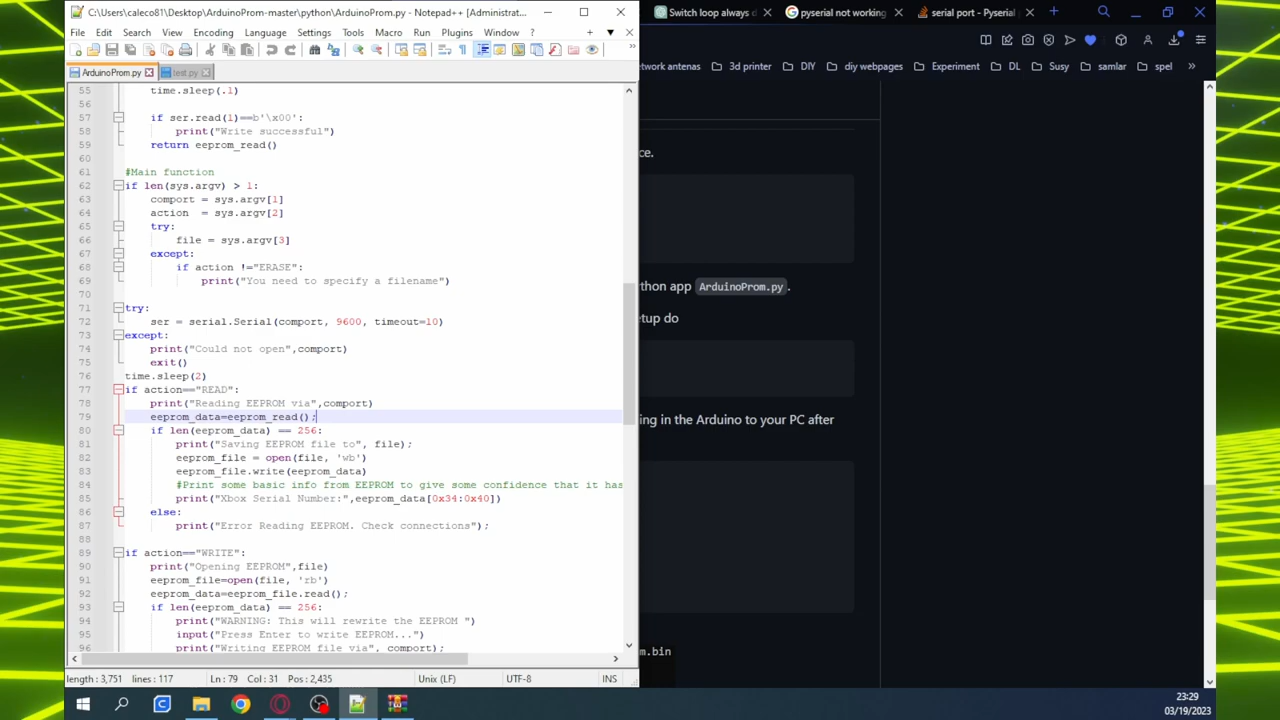 C:\Users\caleco81\Desktop\ArduinoProm-master\python\ArduinoProm.py - Notepad++ [Administrat...
File Edit Search View Encoding Language Settings Tools Macro Run Plugins Window ?
ArduinoProm.py test.py
55 time.sleep(.1)
56
57 if ser.read(1)==b'\x00':
58 print("Write successful")
59 return eeprom_read()
60
61 #Main function
62 if len(sys.argv) > 1:
63 comport = sys.argv[1]
64 action = sys.argv[2]
65 try:
66 file = sys.argv[3]
67 except:
68 if action !="ERASE":
69 print("You need to specify a filename")
70
71 try:
72 ser = serial.Serial(comport, 9600, timeout=10)
73 except:
74 print("Could not open",comport)
75 exit()
76 time.sleep(2)
77 if action=="READ":
78 print("Reading EEPROM via",comport)
79 eeprom_data=eeprom_read();
80 if len(eeprom_data) == 256:
81 print("Saving EEPROM file to", file);
82 eeprom_file = open(file, 'wb')
83 eeprom_file.write(eeprom_data)
84 #Print some basic info from EEPROM to give some confidence that it has
85 print("Xbox Serial Number:",eeprom_data[0x34:0x40])
86 else:
87 print("Error Reading EEPROM. Check connections");
88
89 if action=="WRITE":
90 print("Opening EEPROM",file)
91 eeprom_file=open(file, 'rb')
92 eeprom_data=eeprom_file.read();
93 if len(eeprom_data) == 256:
94 print("WARNING: This will rewrite the EEPROM ")
95 input("Press Enter to write EEPROM...")
96 print("Writing EEPROM file via", comport);
length : 3,751 lines : 117 Ln : 79 Col : 31 Pos : 2,435 Unix (LF) UTF-8 INS
Switch loop always d pyserial not working serial port - Pyserial
etwork antenas 3d printer DIY diy webpages Experiment DL Susy samlar spel
ce.
thon app ArduinoProm.py.
etup do
ing in the Arduino to your PC after
m.bin
23:29
03/19/2023